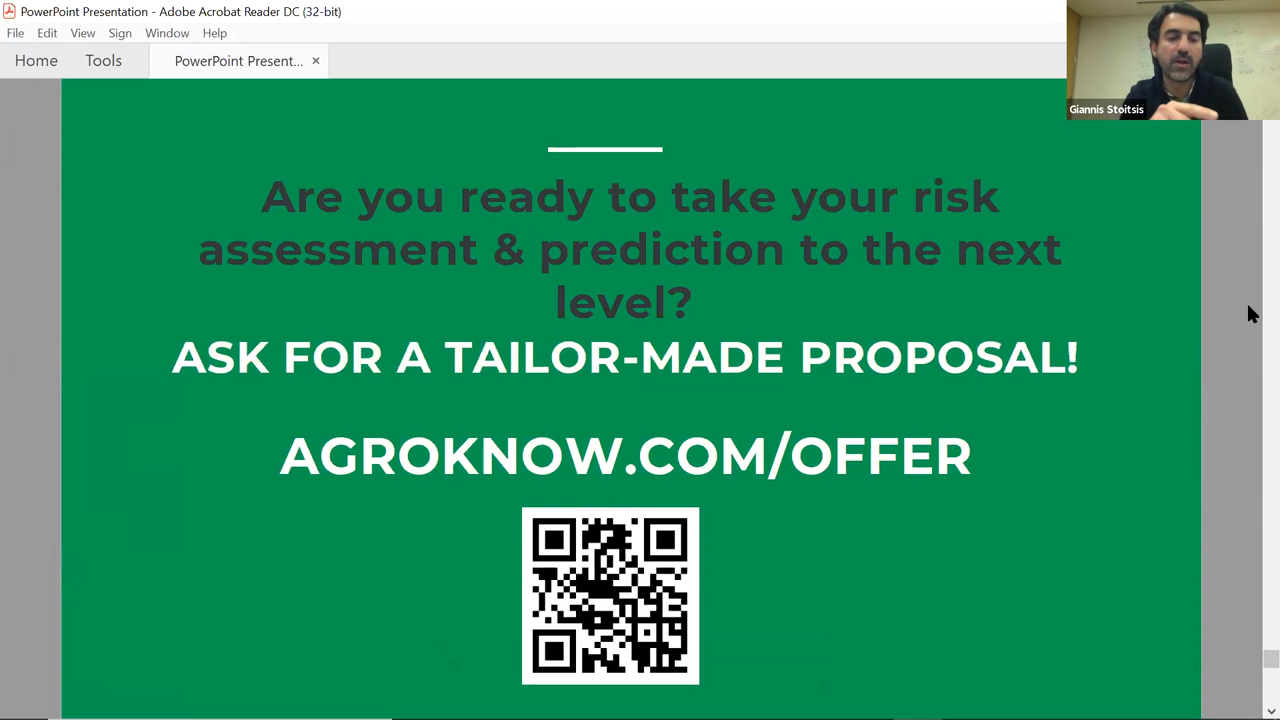 PowerPoint Presentation - Adobe Acrobat Reader DC (32-bit)
File Edit View Sign Window Help
Home Tools PowerPoint Present... ×
Giannis Stoitsis
Are you ready to take your risk
assessment & prediction to the next
level?
ASK FOR A TAILOR-MADE PROPOSAL!
AGROKNOW.COM/OFFER